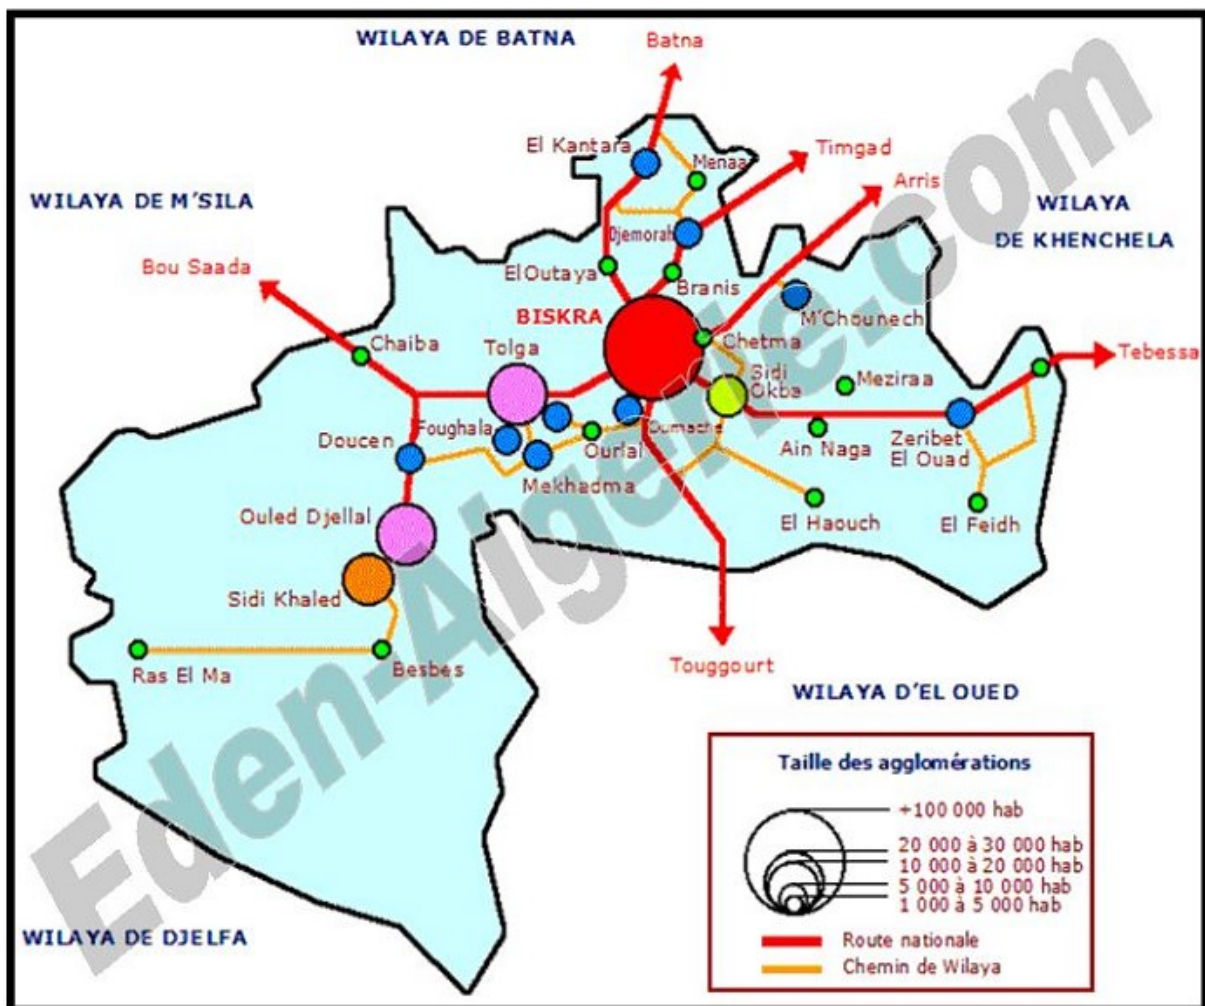 WILAYA DE BATNA
Batna
El Kantara
Menaa
Timgad
Arris
WILAYA DE M'SILA
WILAYA
DE KHENCHELA
Djemorah
Bou Saada
El Outaya
Branis
BISKRA
M'Chounech
Chaiba
Tolga
Chetma
Tebessa
Sidi
Okba
Meziraa
Foughala
Oumache
Doucen
Ourlal
Ain Naga
Zeribet
El Ouad
Mekhadma
Ouled Djellal
El Haouch
El Feidh
Sidi Khaled
Ras El Ma
Besbes
Touggourt
WILAYA D'EL OUED
Taille des agglomérations
+100 000 hab
20 000 à 30 000 hab
10 000 à 20 000 hab
5 000 à 10 000 hab
1 000 à 5 000 hab
Route nationale
Chemin de Wilaya
WILAYA DE DJELFA
Eden-Algerie.com